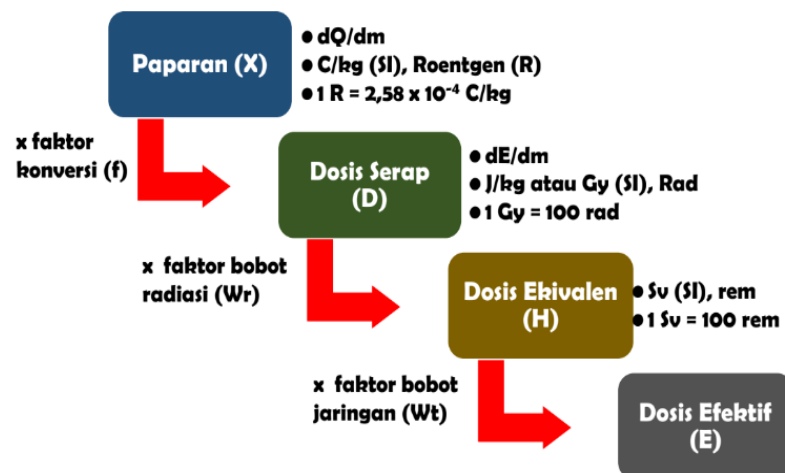 Paparan (X)
● dQ/dm
● C/kg (SI), Roentgen (R)
● 1 R = 2,58 x 10⁻⁴ C/kg
x faktor
konversi (f)
Dosis Serap
(D)
● dE/dm
● J/kg atau Gy (SI), Rad
● 1 Gy = 100 rad
x faktor bobot
radiasi (Wr)
Dosis Ekivalen
(H)
● Sv (SI), rem
● 1 Sv = 100 rem
x faktor bobot
jaringan (Wt)
Dosis Efektif
(E)